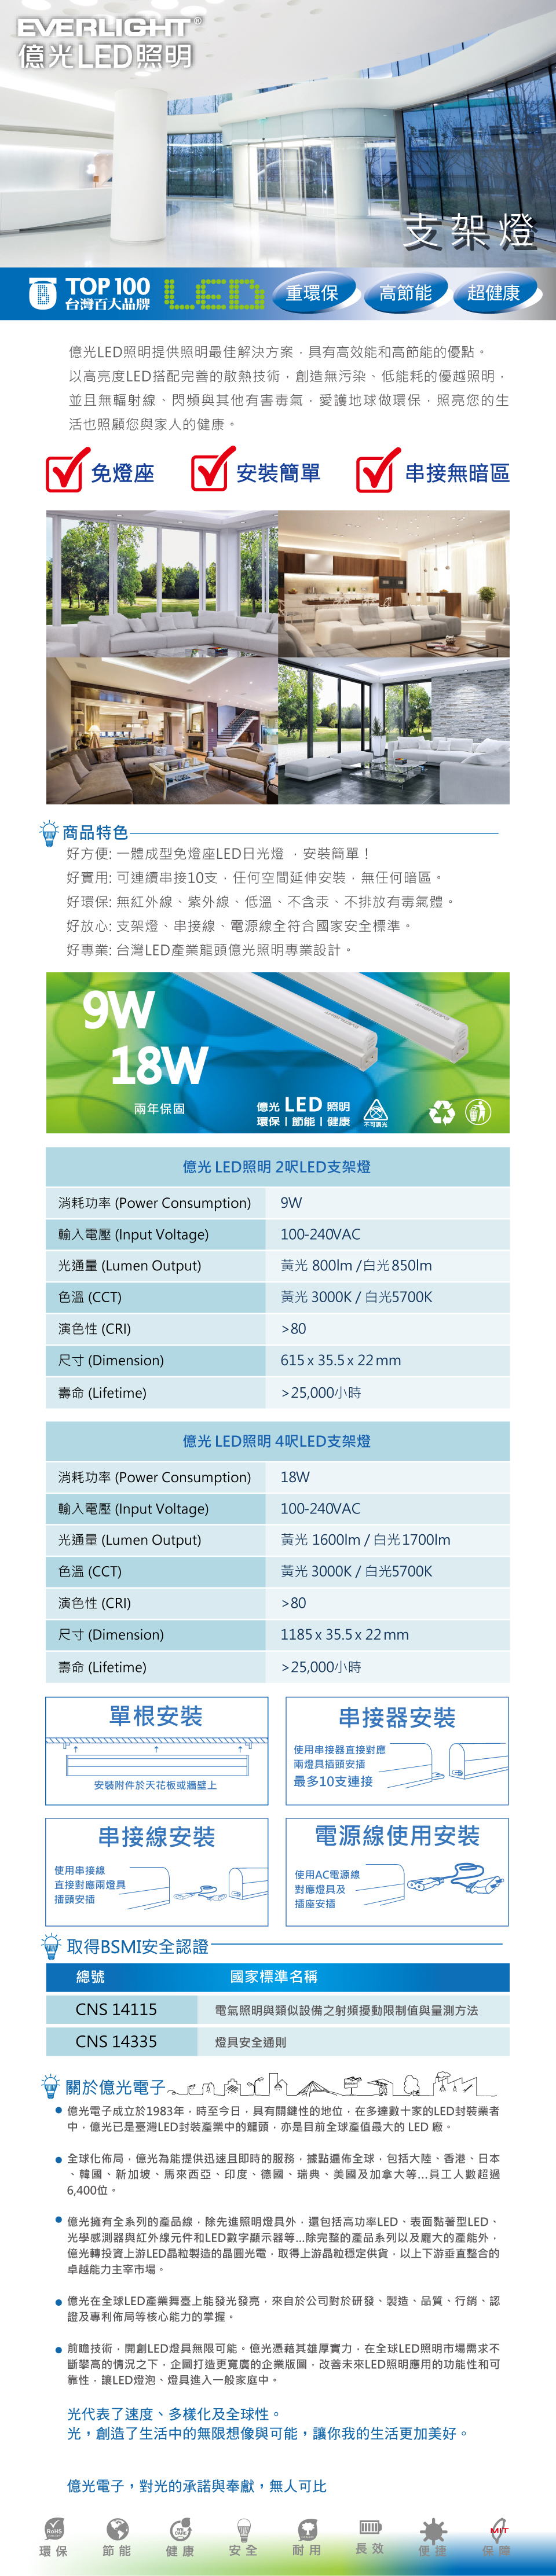 EVERLIGHT®
億光LED照明
支架燈
TOP 100
台灣百大品牌
LED
重環保
高節能
超健康
億光LED照明提供照明最佳解決方案，具有高效能和高節能的優點。
以高亮度LED搭配完善的散熱技術，創造無污染、低能耗的優越照明，
並且無輻射線、閃頻與其他有害毒氣，愛護地球做環保，照亮您的生
活也照顧您與家人的健康。
免燈座
安裝簡單
串接無暗區
商品特色
好方便: 一體成型免燈座LED日光燈 ，安裝簡單！
好實用: 可連續串接10支，任何空間延伸安裝，無任何暗區。
好環保: 無紅外線、紫外線、低溫、不含汞、不排放有毒氣體。
好放心: 支架燈、串接線、電源線全符合國家安全標準。
好專業: 台灣LED產業龍頭億光照明專業設計。
9W
18W
兩年保固
億光 LED 照明
環保 | 節能 | 健康
不可調光
億光 LED照明 2呎LED支架燈
消耗功率 (Power Consumption) 9W
輸入電壓 (Input Voltage) 100-240VAC
光通量 (Lumen Output) 黃光 800lm /白光850lm
色溫 (CCT) 黃光 3000K / 白光5700K
演色性 (CRI) >80
尺寸 (Dimension) 615 x 35.5 x 22 mm
壽命 (Lifetime) >25,000小時
億光 LED照明 4呎LED支架燈
消耗功率 (Power Consumption) 18W
輸入電壓 (Input Voltage) 100-240VAC
光通量 (Lumen Output) 黃光 1600lm / 白光1700lm
色溫 (CCT) 黃光 3000K / 白光5700K
演色性 (CRI) >80
尺寸 (Dimension) 1185 x 35.5 x 22 mm
壽命 (Lifetime) >25,000小時
單根安裝
安裝附件於天花板或牆壁上
串接器安裝
使用串接器直接對應
兩燈具插頭安插
最多10支連接
串接線安裝
使用串接線
直接對應兩燈具
插頭安插
電源線使用安裝
使用AC電源線
對應燈具及
插座安插
取得BSMI安全認證
總號 國家標準名稱
CNS 14115 電氣照明與類似設備之射頻擾動限制值與量測方法
CNS 14335 燈具安全通則
關於億光電子
億光電子成立於1983年，時至今日，具有關鍵性的地位，在多達數十家的LED封裝業者
中，億光已是臺灣LED封裝產業中的龍頭，亦是目前全球產值最大的 LED 廠。
全球化佈局，億光為能提供迅速且即時的服務，據點遍佈全球，包括大陸、香港、日本
、韓國、新加坡、馬來西亞、印度、德國、瑞典、美國及加拿大等...員工人數超過
6,400位。
億光擁有全系列的產品線，除先進照明燈具外，還包括高功率LED、表面黏著型LED、
光學感測器與紅外線元件和LED數字顯示器等...除完整的產品系列以及龐大的產能外，
億光轉投資上游LED晶粒製造的晶圓光電，取得上游晶粒穩定供貨，以上下游垂直整合的
卓越能力主宰市場。
億光在全球LED產業舞臺上能發光發亮，來自於公司對於研發、製造、品質、行銷、認
證及專利佈局等核心能力的掌握。
前瞻技術，開創LED燈具無限可能。億光憑藉其雄厚實力，在全球LED照明市場需求不
斷攀高的情況之下，企圖打造更寬廣的企業版圖，改善未來LED照明應用的功能性和可
靠性，讓LED燈泡、燈具進入一般家庭中。
光代表了速度、多樣化及全球性。
光，創造了生活中的無限想像與可能，讓你我的生活更加美好。
億光電子，對光的承諾與奉獻，無人可比
RoHS
MIT
環保
節能
健康
安全
耐用
長效
便捷
保障